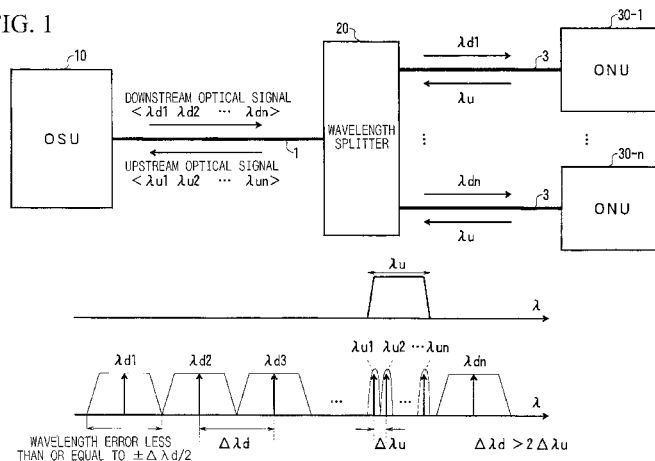 FIG. 1
10
OSU
DOWNSTREAM OPTICAL SIGNAL
< λd1 λd2 ··· λdn>
1
UPSTREAM OPTICAL SIGNAL
< λu1 λu2 ··· λun>
20
WAVELENGTH
SPLITTER
λd1
3
λu
30-1
ONU
⋮
⋮
λdn
3
λu
30-n
ONU
λu
λ
λd1
λd2
λd3
···
λu1 λu2 ···λun
···
λdn
λ
WAVELENGTH ERROR LESS
THAN OR EQUAL TO ±Δλd/2
Δλd
Δλu
Δλd >2Δλu